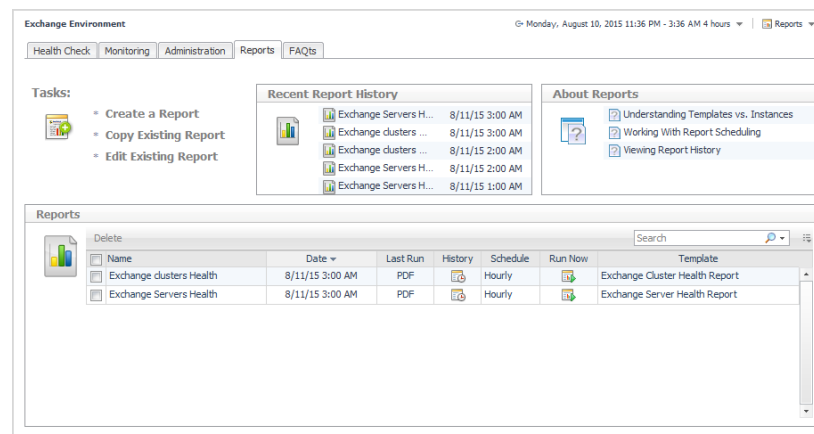 Exchange Environment
Monday, August 10, 2015 11:36 PM - 3:36 AM 4 hours
Reports
Health Check Monitoring Administration Reports FAQts
Tasks:
Create a Report
Copy Existing Report
Edit Existing Report
Recent Report History
Exchange Servers H... 8/11/15 3:00 AM
Exchange clusters ... 8/11/15 3:00 AM
Exchange clusters ... 8/11/15 2:00 AM
Exchange Servers H... 8/11/15 2:00 AM
Exchange Servers H... 8/11/15 1:00 AM
About Reports
Understanding Templates vs. Instances
Working With Report Scheduling
Viewing Report History
Reports
Delete Search
Name Date Last Run History Schedule Run Now Template
Exchange clusters Health 8/11/15 3:00 AM PDF Hourly Exchange Cluster Health Report
Exchange Servers Health 8/11/15 3:00 AM PDF Hourly Exchange Server Health Report